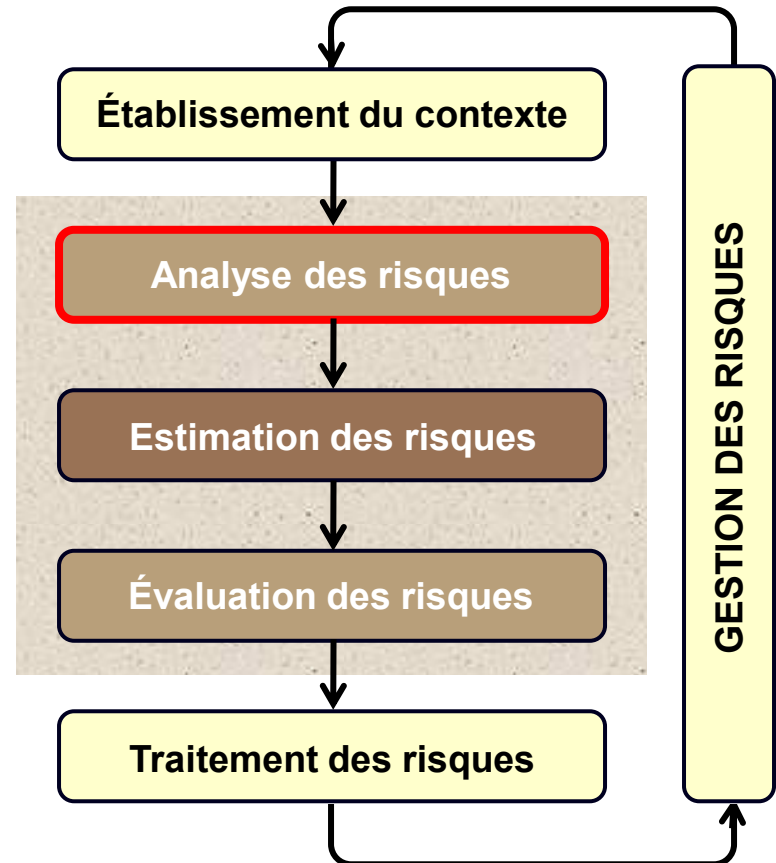 Établissement du contexte
Analyse des risques
Estimation des risques
Évaluation des risques
Traitement des risques
GESTION DES RISQUES